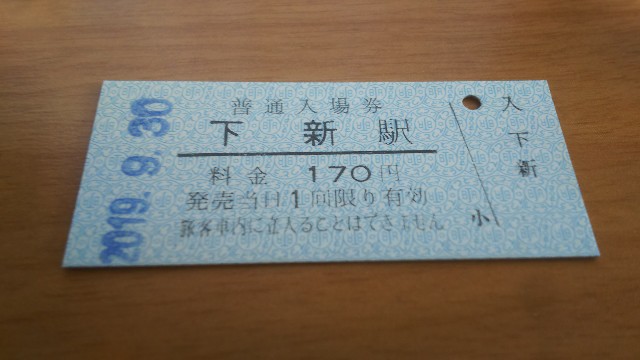 2019.9.30
普通入場券
下新駅
料金 170円
発売当日1回限り有効
旅客車内に立入ることはできません
入
下
新
小